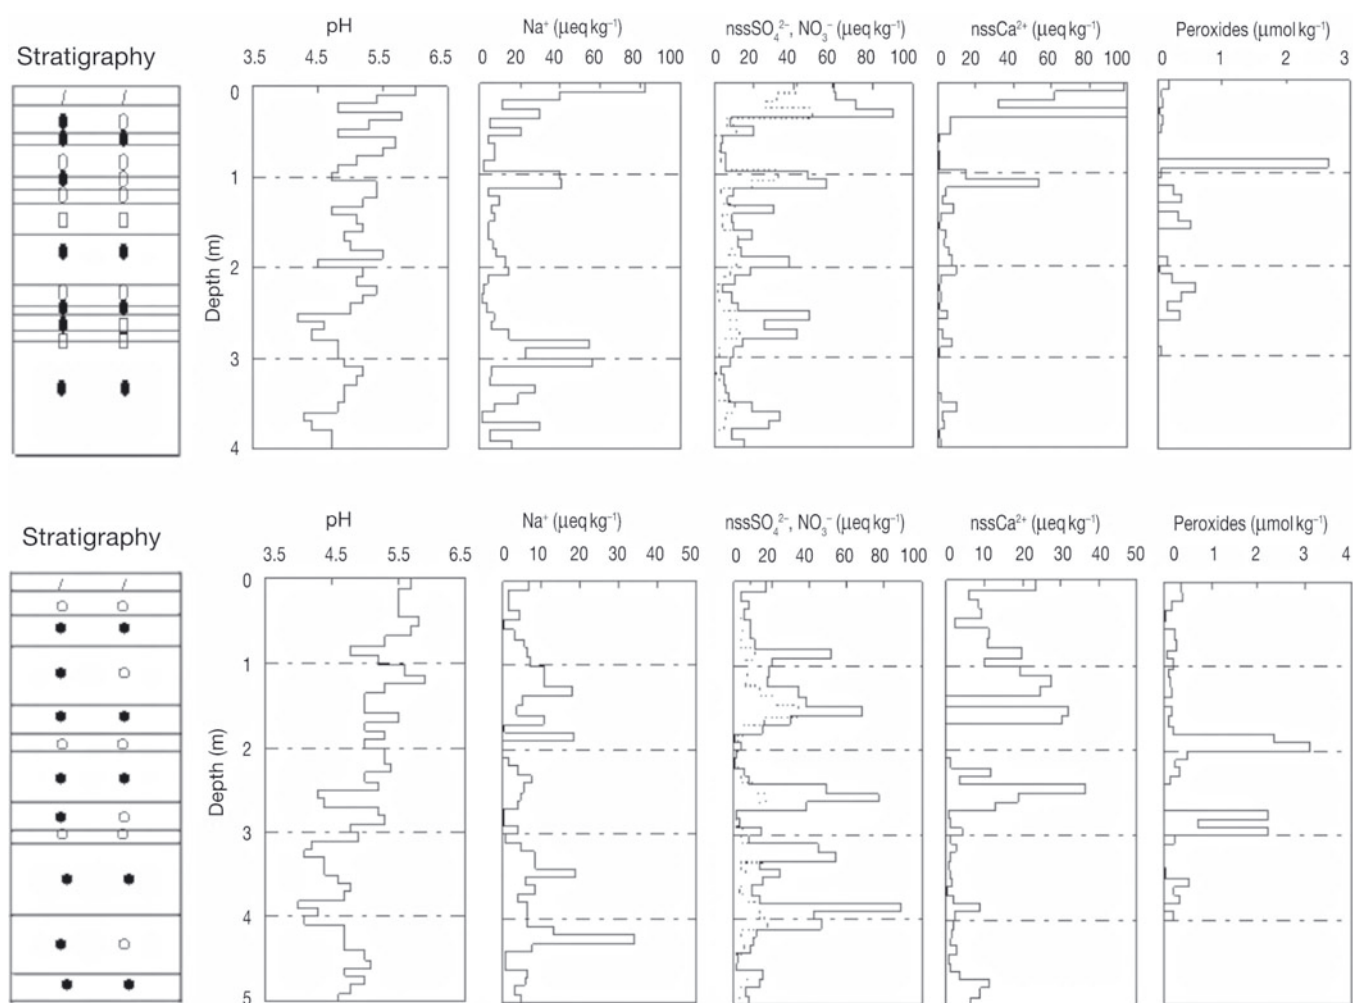 pH Na⁺ (μeq kg⁻¹) nssSO₄²⁻, NO₃⁻ (μeq kg⁻¹) nssCa²⁺ (μeq kg⁻¹) Peroxides (μmol kg⁻¹)
Stratigraphy
3.5 4.5 5.5 6.5 0 20 40 60 80 100 0 20 40 60 80 100 0 20 40 60 80 100 0 1 2 3
0
1
2
Depth (m)
3
4
pH Na⁺ (μeq kg⁻¹) nssSO₄²⁻, NO₃⁻ (μeq kg⁻¹) nssCa²⁺ (μeq kg⁻¹) Peroxides (μmol kg⁻¹)
Stratigraphy
3.5 4.5 5.5 6.5 0 10 20 30 40 50 0 20 40 60 80 100 0 10 20 30 40 50 0 1 2 3 4
0
1
2
Depth (m)
3
4
5